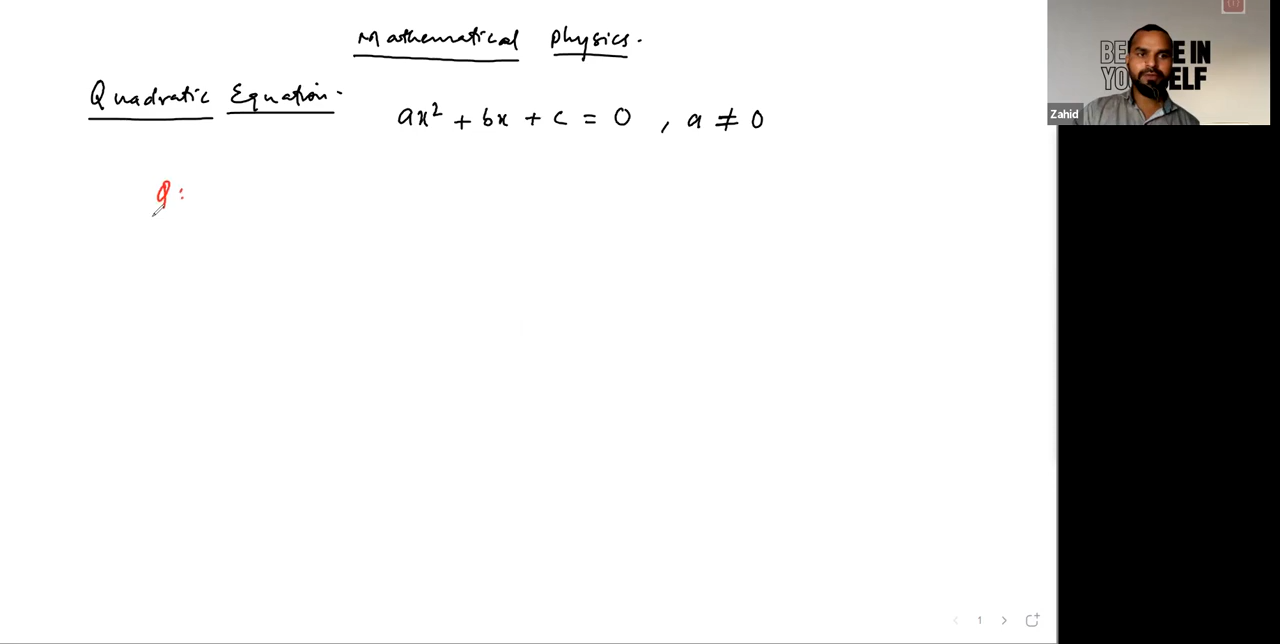 Mathematical Physics.
Quadratic Equation.
ax² + bx + c = 0 , a ≠ 0
Q:
Zahid
1